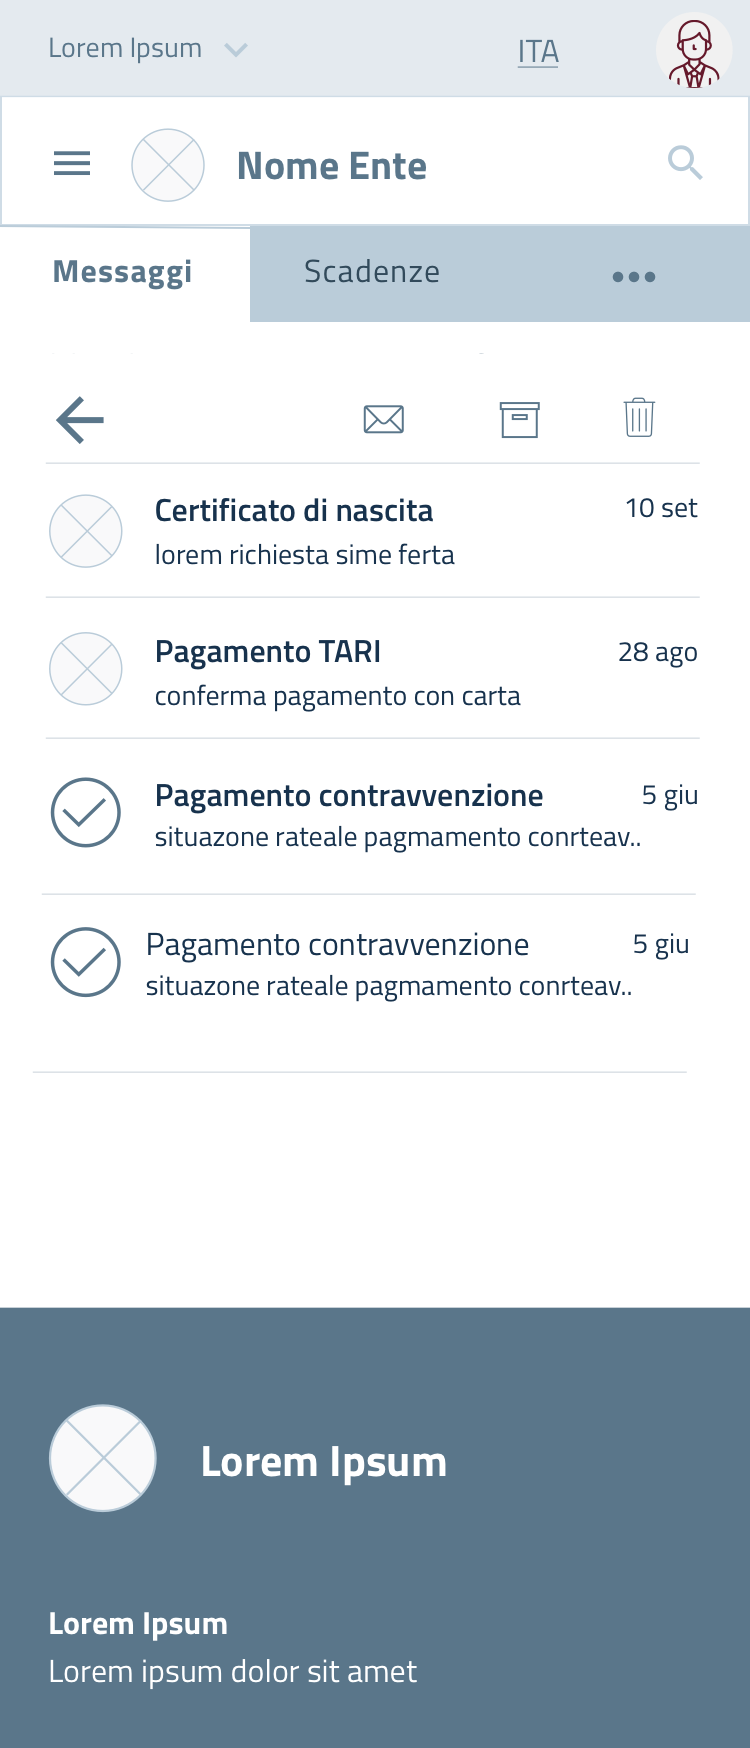 Lorem Ipsum
ITA
Nome Ente
Messaggi
Scadenze
Certificato di nascita
10 set
lorem richiesta sime ferta
Pagamento TARI
28 ago
conferma pagamento con carta
Pagamento contravvenzione
5 giu
situazone rateale pagmamento conrteav..
Pagamento contravvenzione
5 giu
situazone rateale pagmamento conrteav..
Lorem Ipsum
Lorem Ipsum
Lorem ipsum dolor sit amet